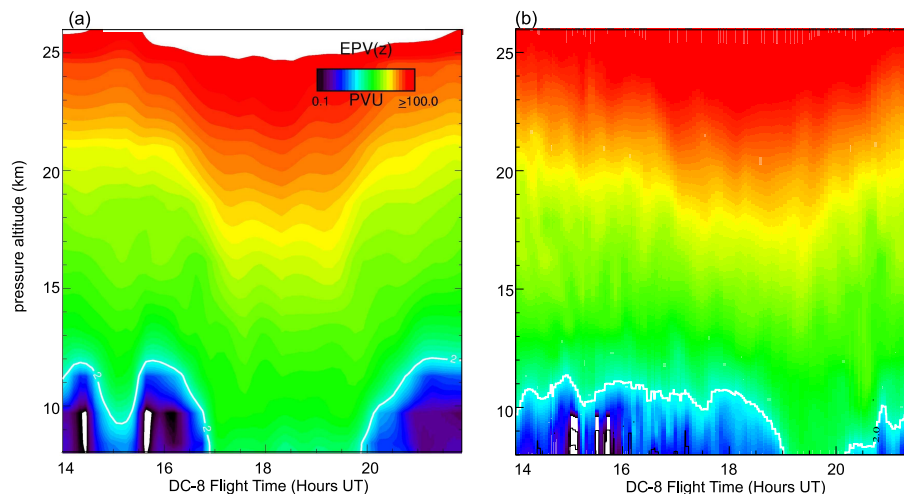 (a)
(b)
EPV(z)
0.1 PVU ≥100.0
25
20
15
10
pressure altitude (km)
2
2
14 16 18 20
DC-8 Flight Time (Hours UT)
25
20
15
10
2.0
14 16 18 20
DC-8 Flight Time (Hours UT)